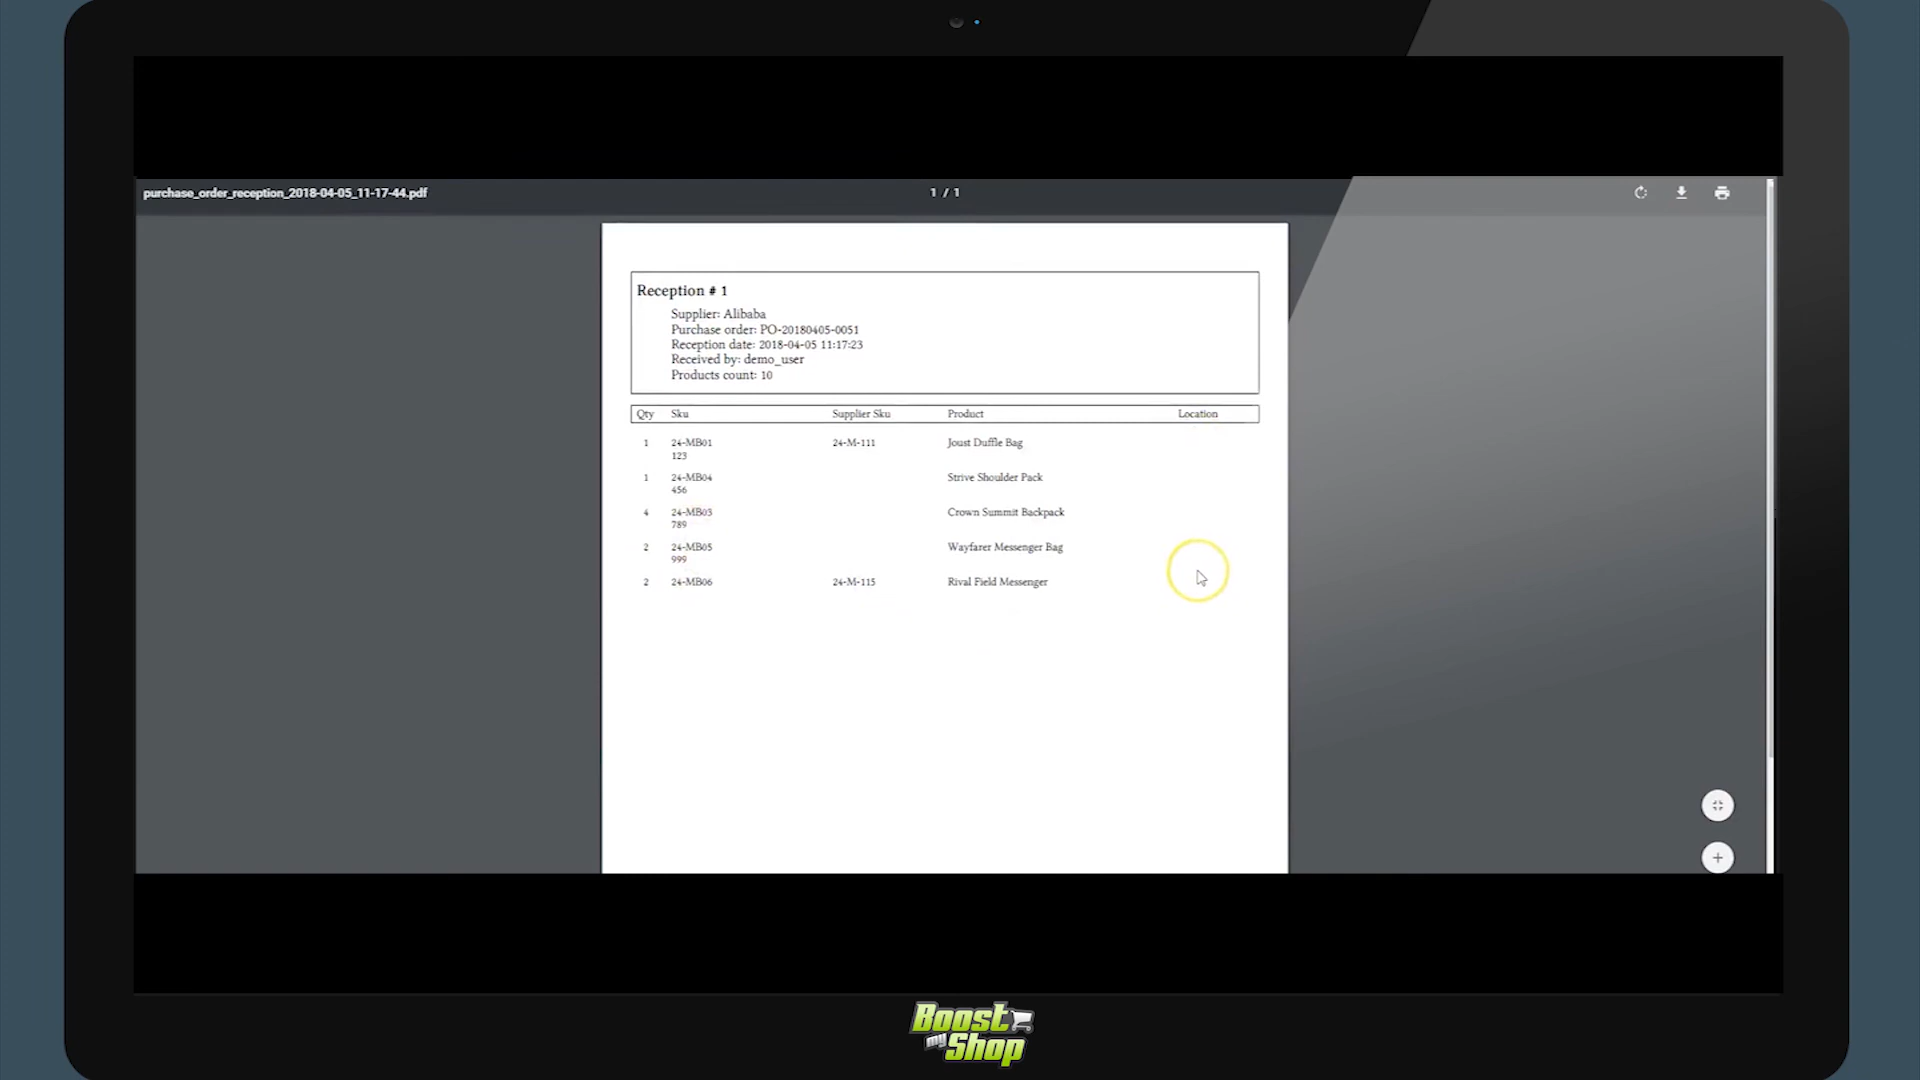 purchase_order_reception_2018-04-05_11-17-44.pdf
1 / 1
Reception # 1
Supplier: Alibaba
Purchase order: PO-20180405-0051
Reception date: 2018-04-05 11:17:23
Received by: demo_user
Products count: 10
Qty Sku Supplier Sku Product Location
1 24-MB01 24-M-111 Joust Duffle Bag
123
1 24-MB04 Strive Shoulder Pack
456
4 24-MB03 Crown Summit Backpack
789
2 24-MB05 Wayfarer Messenger Bag
999
2 24-MB06 24-M-115 Rival Field Messenger
Boost
my Shop